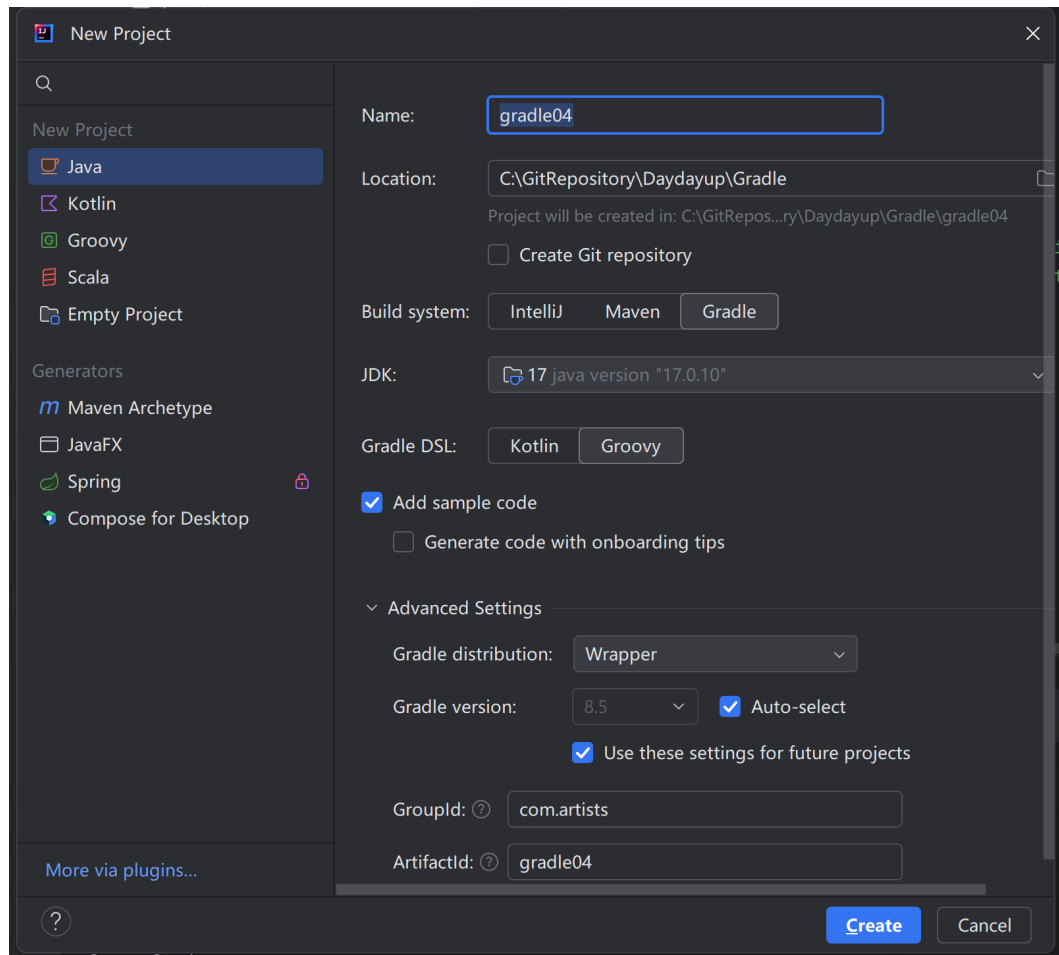 New Project
New Project
Java
Kotlin
Groovy
Scala
Empty Project
Generators
Maven Archetype
JavaFX
Spring
Compose for Desktop
More via plugins...
Name: gradle04
Location: C:\GitRepository\Daydayup\Gradle
Project will be created in: C:\GitRepos...ry\Daydayup\Gradle\gradle04
Create Git repository
Build system: IntelliJ Maven Gradle
JDK: 17 java version "17.0.10"
Gradle DSL: Kotlin Groovy
Add sample code
Generate code with onboarding tips
Advanced Settings
Gradle distribution: Wrapper
Gradle version: 8.5 Auto-select
Use these settings for future projects
GroupId: ? com.artists
ArtifactId: ? gradle04
? Create Cancel